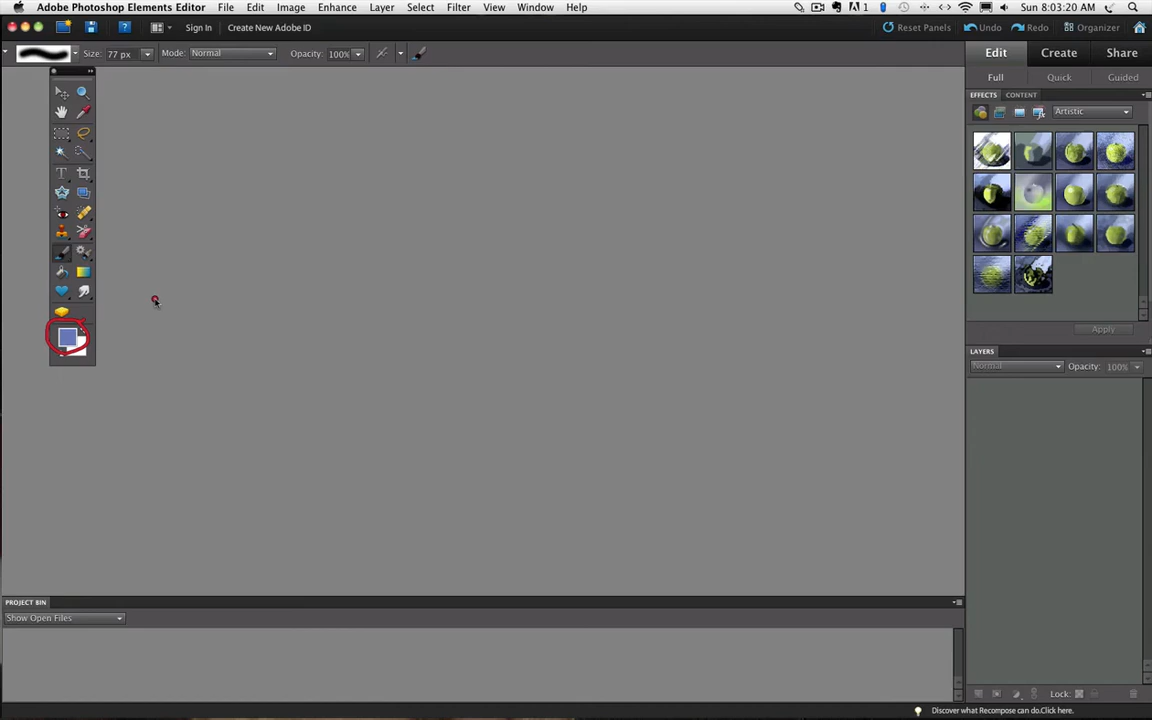 Adobe Photoshop Elements Editor File Edit Image Enhance Layer Select Filter View Window Help 1 Sun 8:03:20 AM
? Sign In Create New Adobe ID Reset Panels Undo Redo Organizer
Size: 77 px Mode: Normal Opacity: 100% Edit Create Share
Full Quick Guided
EFFECTS CONTENT
Artistic
T
Apply
LAYERS
Normal Opacity: 100%
PROJECT BIN
Show Open Files
Lock:
Discover what Recompose can do.Click here.